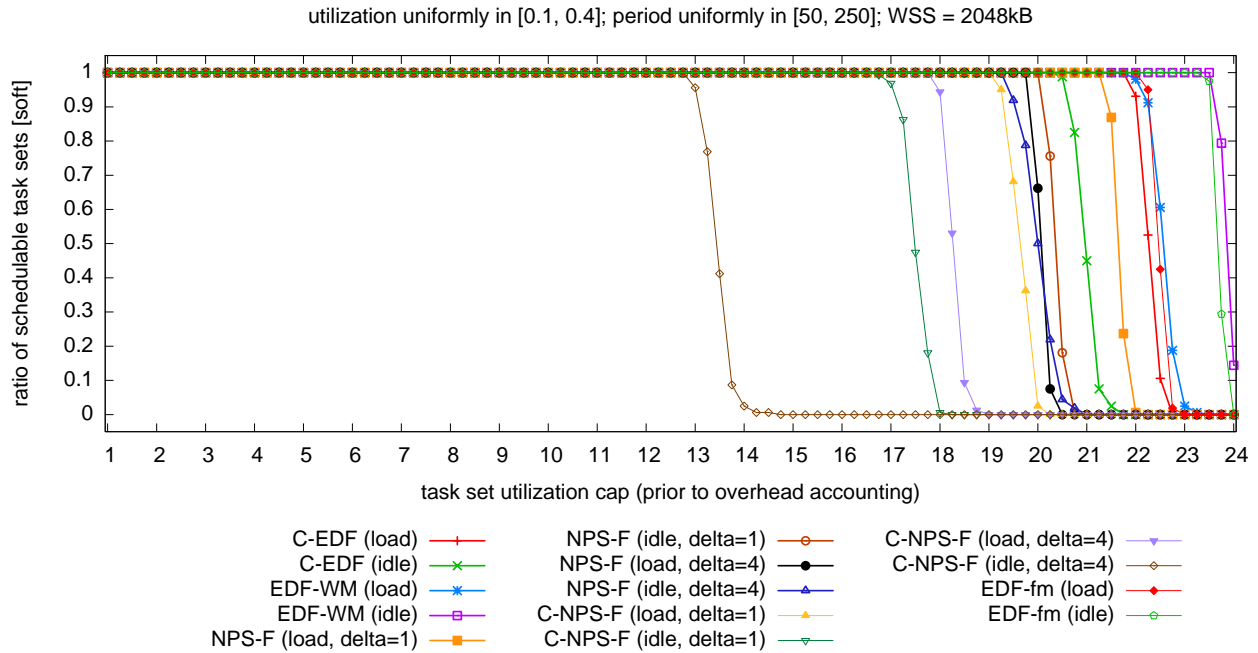 utilization uniformly in [0.1, 0.4]; period uniformly in [50, 250]; WSS = 2048kB
1
0.9
0.8
0.7
0.6
0.5
0.4
0.3
0.2
0.1
0
ratio of schedulable task sets [soft]
1 2 3 4 5 6 7 8 9 10 11 12 13 14 15 16 17 18 19 20 21 22 23 24
task set utilization cap (prior to overhead accounting)
C-EDF (load)
C-EDF (idle)
EDF-WM (load)
EDF-WM (idle)
NPS-F (load, delta=1)
NPS-F (idle, delta=1)
NPS-F (load, delta=4)
NPS-F (idle, delta=4)
C-NPS-F (load, delta=1)
C-NPS-F (idle, delta=1)
C-NPS-F (load, delta=4)
C-NPS-F (idle, delta=4)
EDF-fm (load)
EDF-fm (idle)